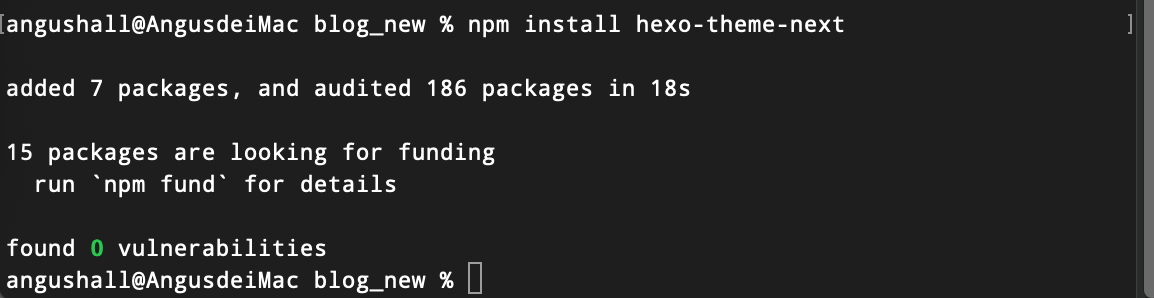 [angushall@AngusdeiMac blog_new % npm install hexo-theme-next ]
added 7 packages, and audited 186 packages in 18s
15 packages are looking for funding
run `npm fund` for details
found 0 vulnerabilities
angushall@AngusdeiMac blog_new %